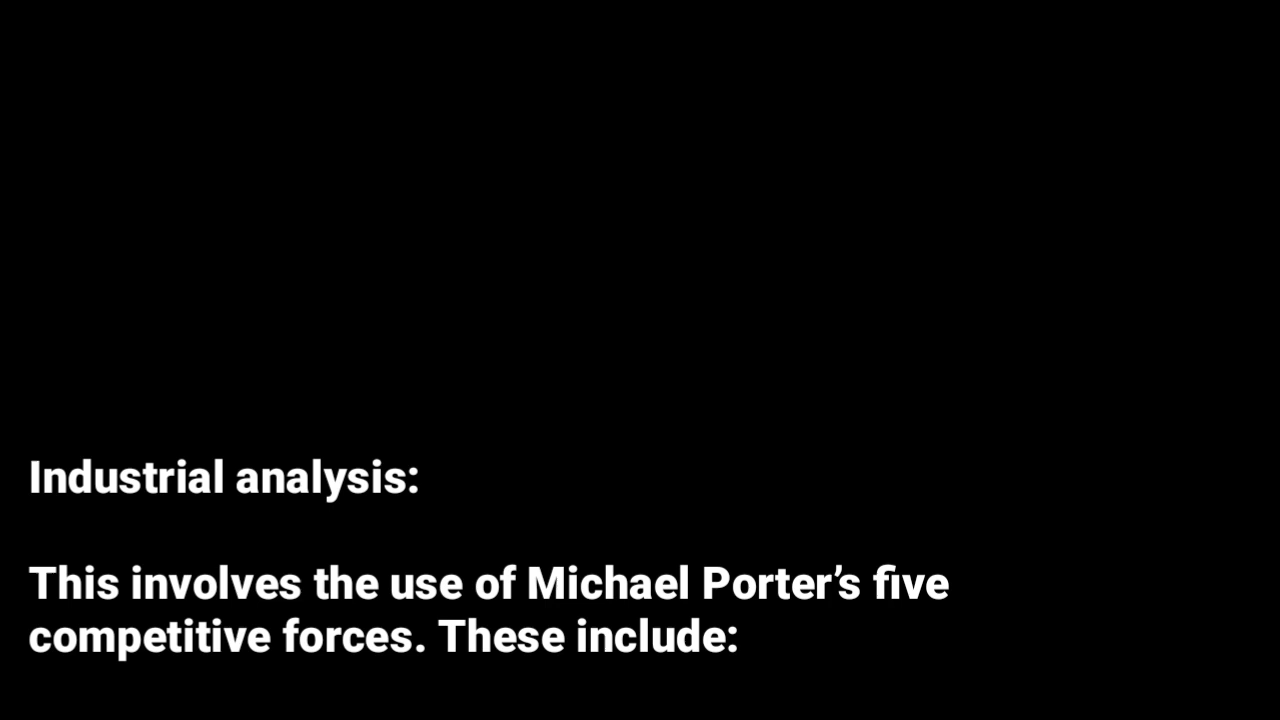 Industrial analysis:
This involves the use of Michael Porter’s five
competitive forces. These include: